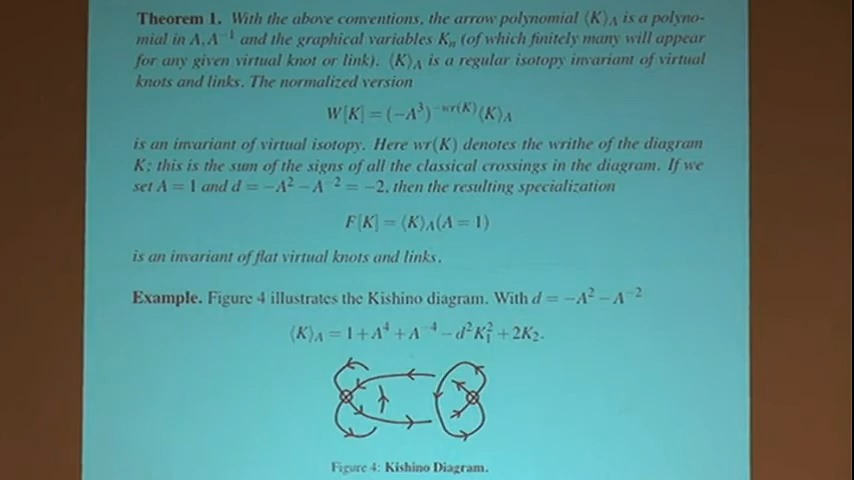 Theorem 1. With the above conventions, the arrow polynomial ⟨K⟩_A is a polyno-
mial in A, A^{-1} and the graphical variables K_n (of which finitely many will appear
for any given virtual knot or link). ⟨K⟩_A is a regular isotopy invariant of virtual
knots and links. The normalized version
W[K] = (−A^3)^{−wr(K)}⟨K⟩_A
is an invariant of virtual isotopy. Here wr(K) denotes the writhe of the diagram
K; this is the sum of the signs of all the classical crossings in the diagram. If we
set A = 1 and d = −A^2 − A^{−2} = −2, then the resulting specialization
F[K] = ⟨K⟩_A(A = 1)
is an invariant of flat virtual knots and links.
Example. Figure 4 illustrates the Kishino diagram. With d = −A^2 − A^{−2}
⟨K⟩_A = 1 + A^4 + A^{−4} − d^2K_1^2 + 2K_2.
Figure 4: Kishino Diagram.